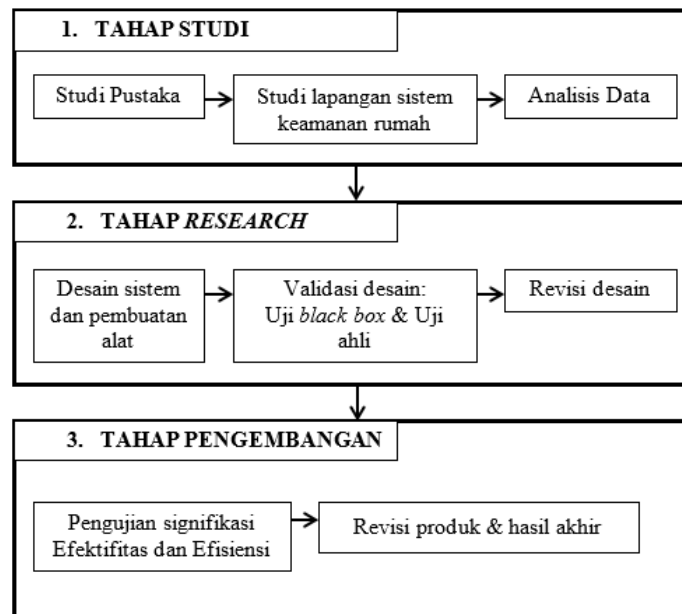 1. TAHAP STUDI
Studi Pustaka
Studi lapangan sistem
keamanan rumah
Analisis Data
2. TAHAP RESEARCH
Desain sistem
dan pembuatan
alat
Validasi desain:
Uji black box & Uji
ahli
Revisi desain
3. TAHAP PENGEMBANGAN
Pengujian signifikasi
Efektifitas dan Efisiensi
Revisi produk & hasil akhir